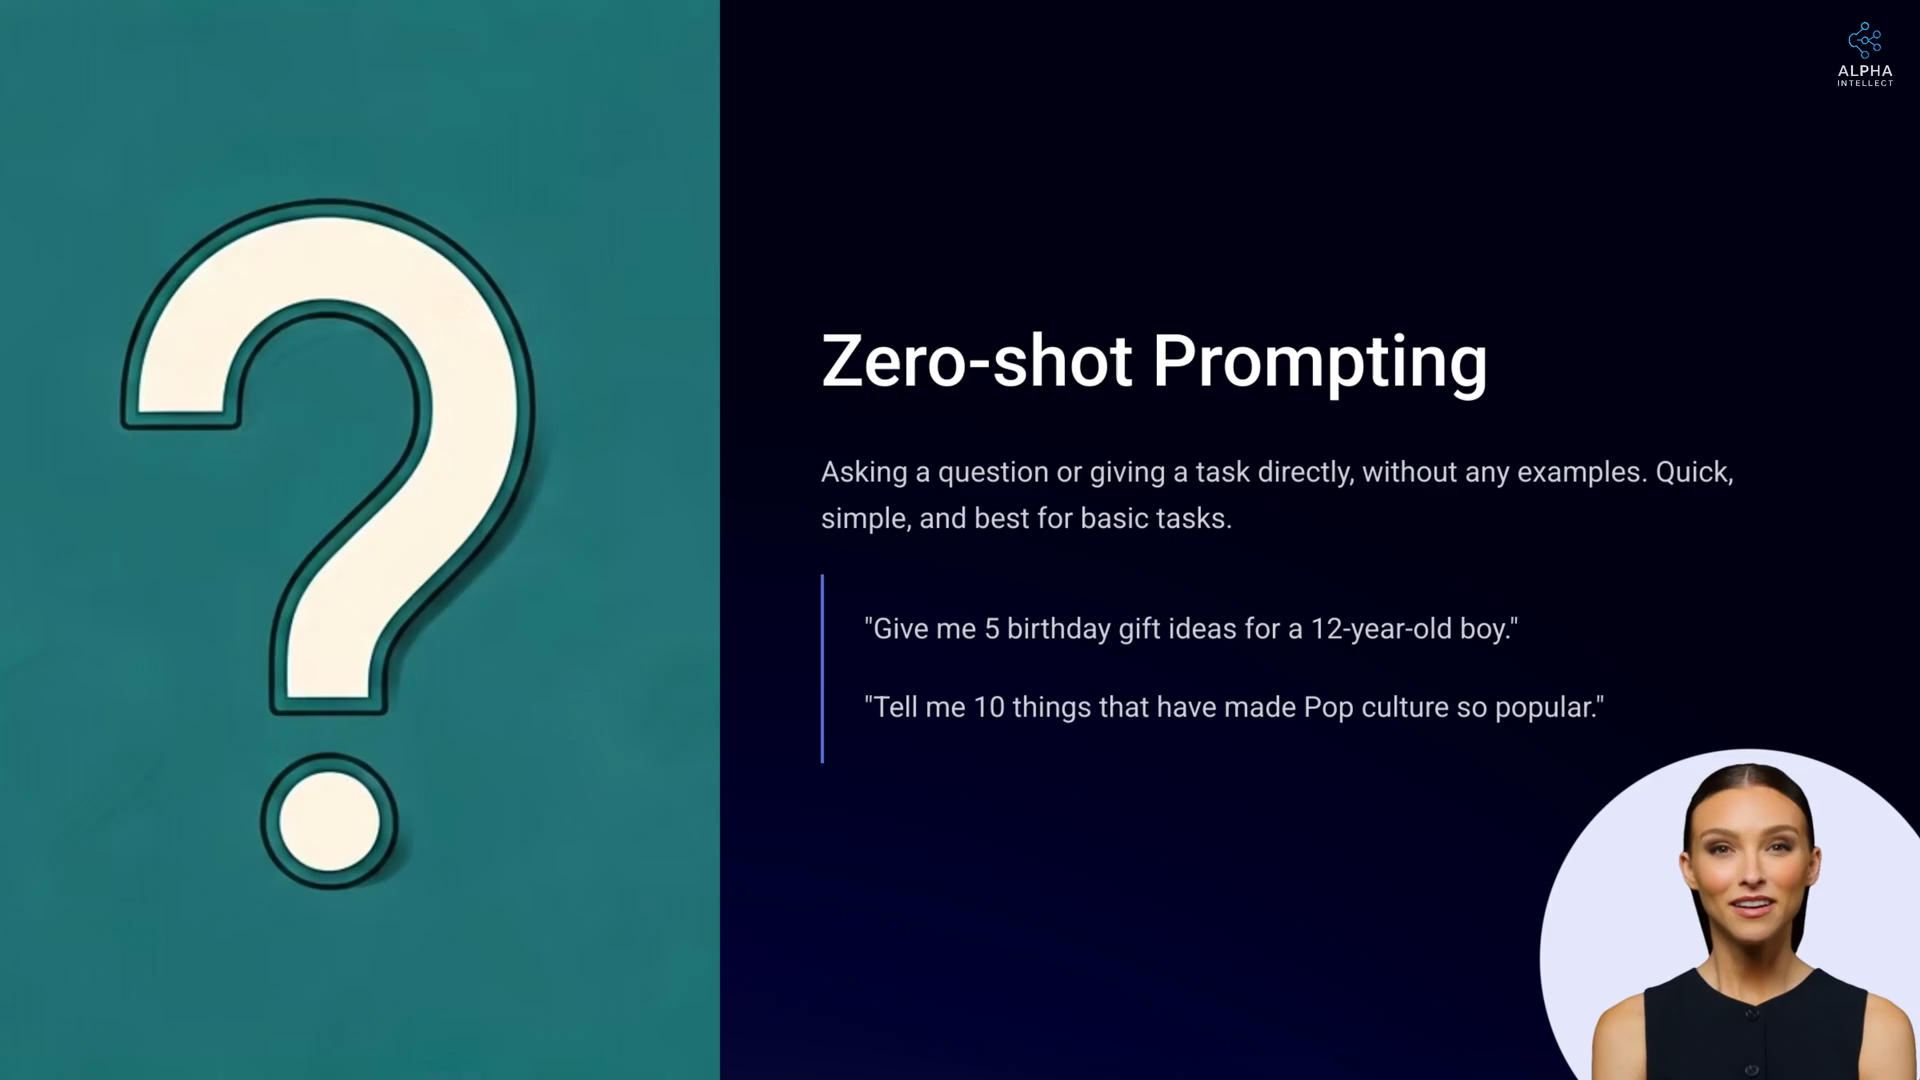 ALPHA
INTELLECT
Zero-shot Prompting
Asking a question or giving a task directly, without any examples. Quick,
simple, and best for basic tasks.
"Give me 5 birthday gift ideas for a 12-year-old boy."
"Tell me 10 things that have made Pop culture so popular."